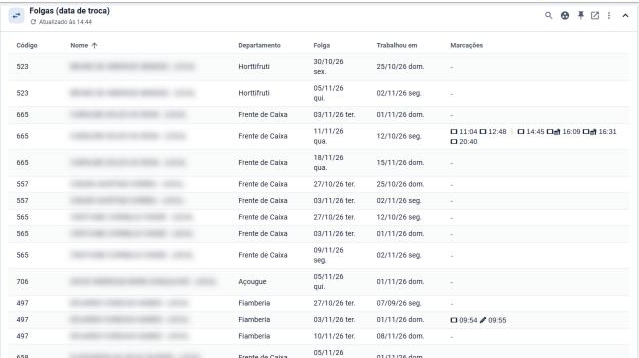 Folgas (data de troca)
Atualizado às 14:44
Código Nome Departamento Folga Trabalhou em Marcações
523 Hortifruti 30/10/26 sex. 25/10/26 dom. -
523 Hortifruti 05/11/26 qui. 02/11/26 seg. -
665 Frente de Caixa 03/11/26 ter. 01/11/26 dom. -
665 Frente de Caixa 11/11/26 qua. 12/10/26 seg. 11:04 12:48 14:45 16:09 16:31 20:40
665 Frente de Caixa 18/11/26 qua. 15/11/26 dom. -
557 Frente de Caixa 27/10/26 ter. 25/10/26 dom. -
557 Frente de Caixa 03/11/26 ter. 02/11/26 seg. -
565 Frente de Caixa 27/10/26 ter. 12/10/26 seg. -
565 Frente de Caixa 03/11/26 ter. 01/11/26 dom. -
565 Frente de Caixa 09/11/26 seg. 02/11/26 seg. -
706 Açougue 05/11/26 qui. 01/11/26 dom. -
497 Fiamberia 27/10/26 ter. 07/09/26 seg. -
497 Fiamberia 03/11/26 ter. 01/11/26 dom. 09:54 09:55
497 Fiamberia 10/11/26 ter. 08/11/26 dom. -
658 Frente de Caixa 05/11/26 01/11/26 dom. -